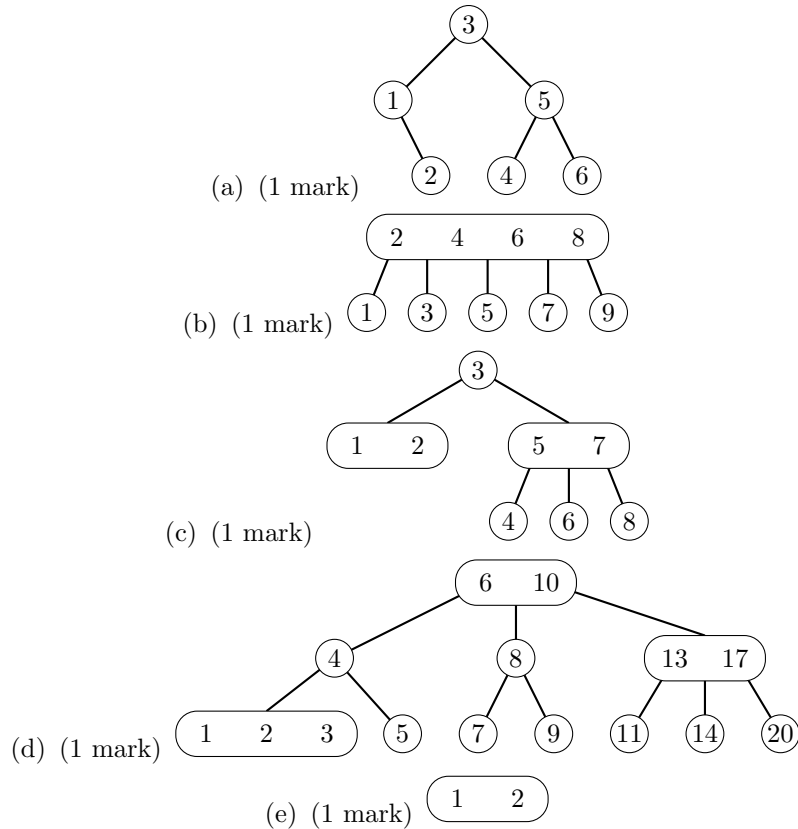 3
1 5
(a) (1 mark) 2 4 6
2 4 6 8
(b) (1 mark) 1 3 5 7 9
3
1 2 5 7
(c) (1 mark) 4 6 8
6 10
4 8 13 17
(d) (1 mark) 1 2 3 5 7 9 11 14 20
(e) (1 mark) 1 2